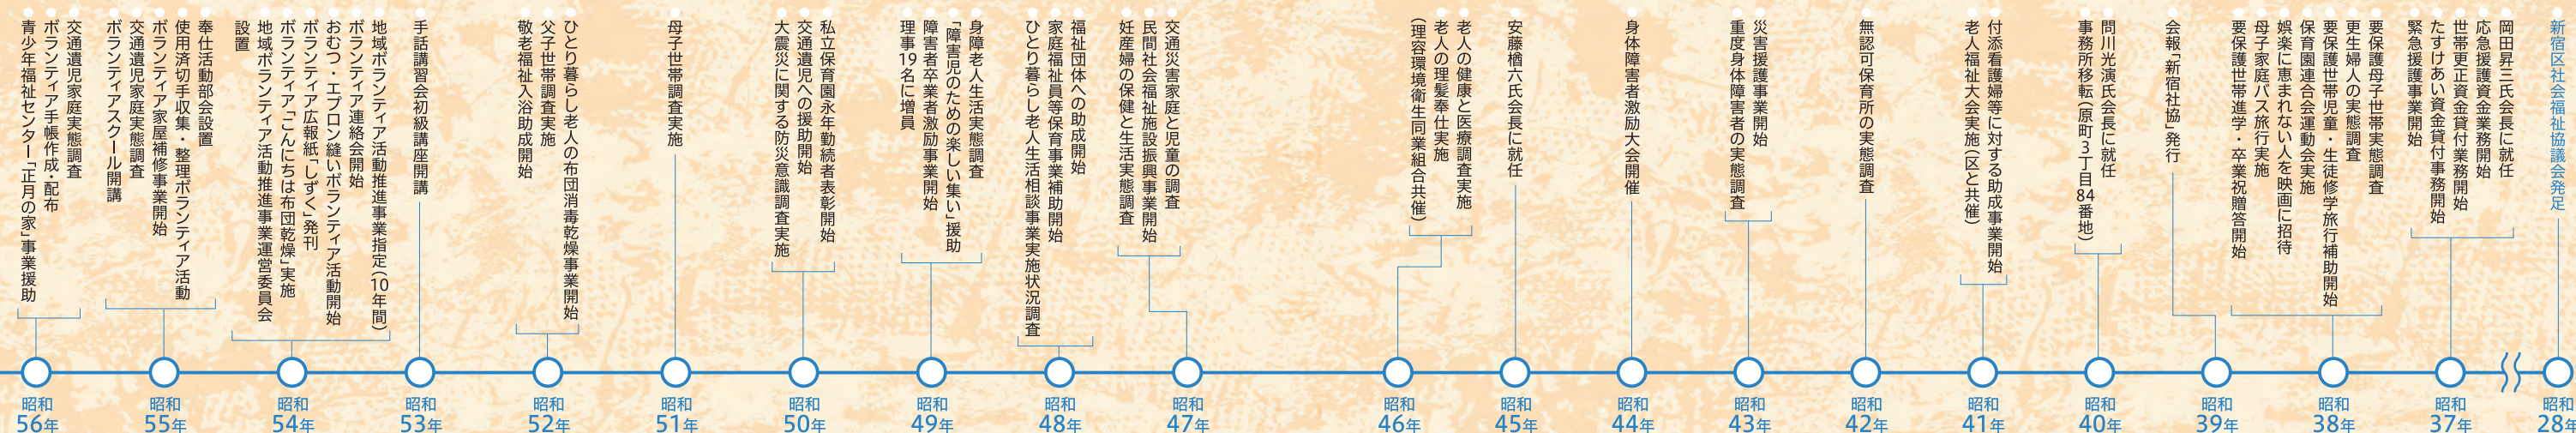 新宿区社会福祉協議会発足
昭和
28年
岡田昇三氏会長に就任
応急援護資金業務開始
世帯更正資金貸付業務開始
たすけあい資金貸付事務開始
緊急援護事業開始
昭和
37年
要保護母子世帯実態調査
更生婦人の実態調査
要保護世帯児童・生徒修学旅行補助開始
保育園連合会運動会実施
娯楽に恵まれない人を映画に招待
母子家庭バス旅行実施
要保護世帯進学・卒業祝贈答開始
昭和
38年
会報「新宿社協」発行
昭和
39年
問川光演氏会長に就任
事務所移転(原町3丁目84番地)
昭和
40年
付添看護婦等に対する助成事業開始
老人福祉大会実施(区と共催)
昭和
41年
無認可保育所の実態調査
昭和
42年
災害援護事業開始
重度身体障害者の実態調査
昭和
43年
身体障害者激励大会開催
昭和
44年
安藤楢六氏会長に就任
昭和
45年
老人の健康と医療調査実施
老人の理髪奉仕実施
(理容環境衛生同業組合共催)
昭和
46年
交通災害家庭と児童の調査
民間社会福祉施設振興事業開始
妊産婦の保健と生活実態調査
昭和
47年
福祉団体への助成開始
家庭福祉員等保育事業補助開始
ひとり暮らし老人生活相談事業実施状況調査
昭和
48年
身障老人生活実態調査
「障害児のための楽しい集い」援助
障害者卒業者激励事業開始
理事19名に増員
昭和
49年
私立保育園永年勤続者表彰開始
交通遺児への援助開始
大震災に関する防災意識調査実施
昭和
50年
母子世帯調査実施
昭和
51年
ひとり暮らし老人の布団消毒乾燥事業開始
父子世帯調査実施
敬老福祉入浴助成開始
昭和
52年
手話講習会初級講座開講
昭和
53年
地域ボランティア活動推進事業指定(10年間)
ボランティア連絡会開始
おむつ・エプロン縫いボランティア活動開始
ボランティア広報紙「しずく」発刊
ボランティア「こんにちは布団乾燥」実施
地域ボランティア活動推進事業運営委員会
設置
昭和
54年
奉仕活動部会設置
使用済切手収集・整理ボランティア活動
ボランティア家屋補修事業開始
交通遺児家庭実態調査
ボランティアスクール開講
昭和
55年
交通遺児家庭実態調査
ボランティア手帳作成・配布
青少年福祉センター「正月の家」事業援助
昭和
56年